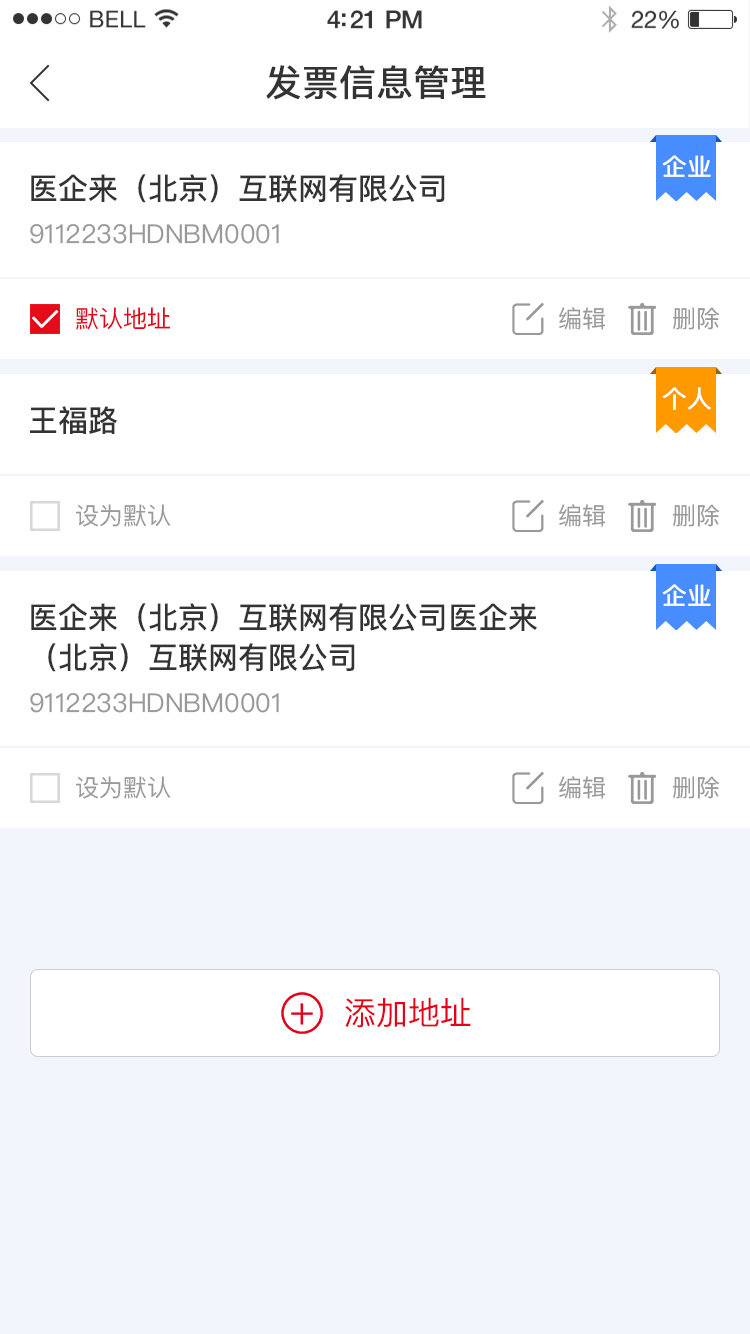 BELL 4:21 PM 22%
发票信息管理
企业
医企来（北京）互联网有限公司
9112233HDNBM0001
默认地址 编辑 删除
个人
王福路
设为默认 编辑 删除
企业
医企来（北京）互联网有限公司医企来
（北京）互联网有限公司
9112233HDNBM0001
设为默认 编辑 删除
添加地址